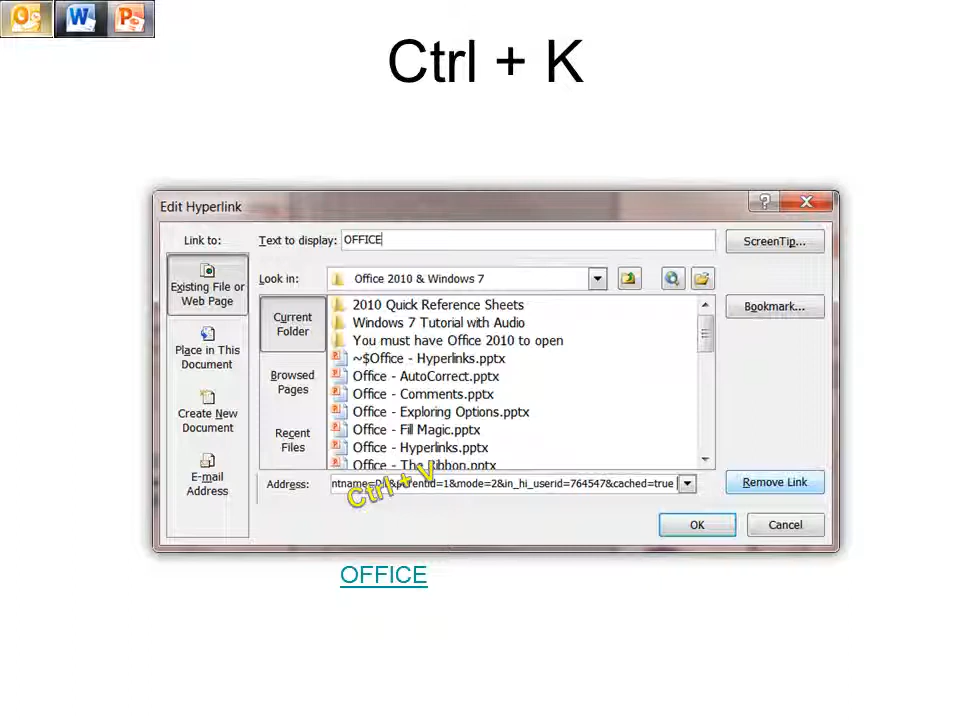 Ctrl + K
Edit Hyperlink
Link to:
Text to display: OFFICE
ScreenTip...
Existing File or
Web Page
Look in: Office 2010 & Windows 7
Bookmark...
Current
Folder
2010 Quick Reference Sheets
Windows 7 Tutorial with Audio
You must have Office 2010 to open
~$Office - Hyperlinks.pptx
Office - AutoCorrect.pptx
Office - Comments.pptx
Office - Exploring Options.pptx
Office - Fill Magic.pptx
Office - Hyperlinks.pptx
Office - The Ribbon.pptx
Place in This
Document
Browsed
Pages
Create New
Document
Recent
Files
E-mail
Address
Address: &mode=2&in_hi_userid=764547&cached=true
Ctrl + V
Remove Link
OK
Cancel
OFFICE